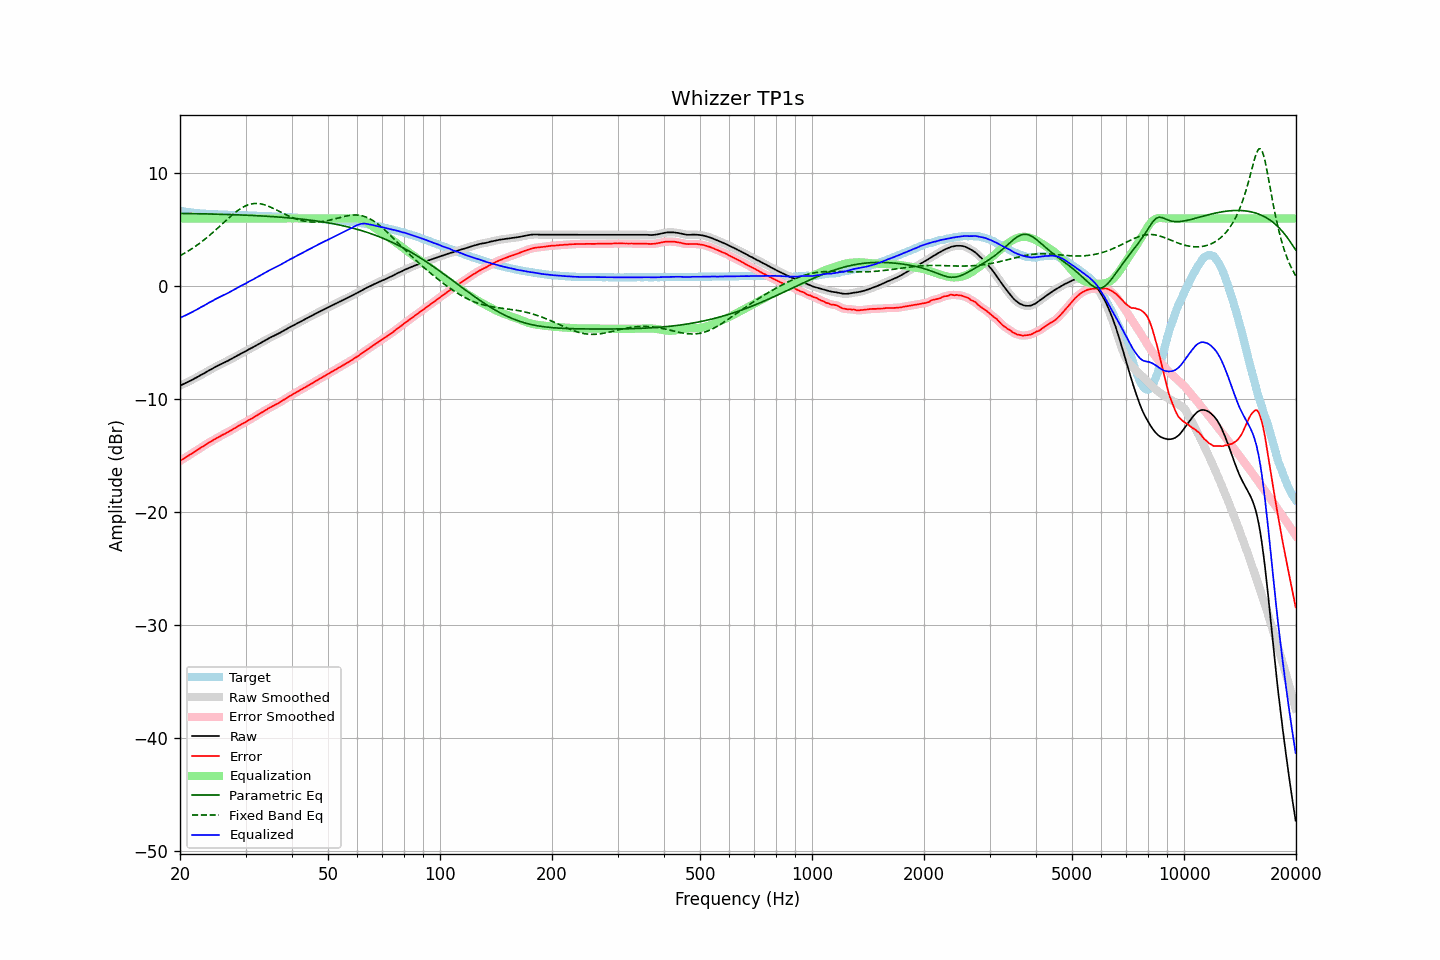 Whizzer TP1s
Amplitude (dBr)
10
0
−10
−20
−30
−40
−50
Target
Raw Smoothed
Error Smoothed
Raw
Error
Equalization
Parametric Eq
Fixed Band Eq
Equalized
20 50 100 200 500 1000 2000 5000 10000 20000
Frequency (Hz)